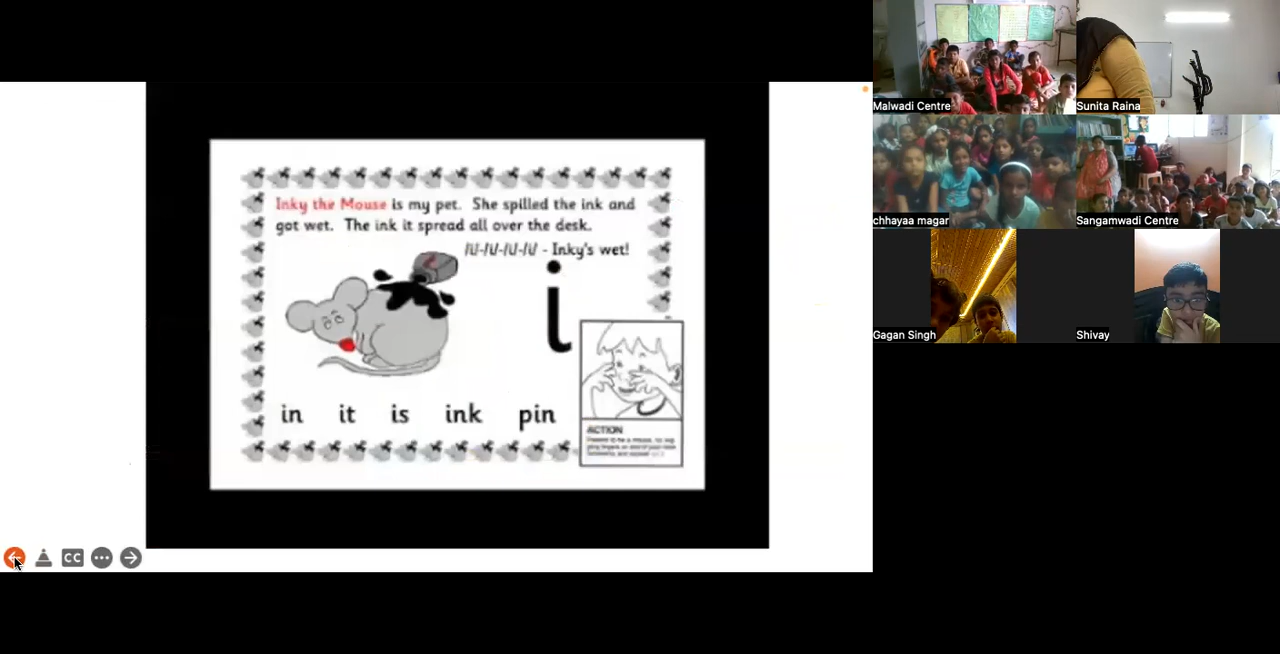 Inky the Mouse is my pet. She spilled the ink and
got wet. The ink it spread all over the desk.
/i/-/i/-/i/-/i/ - Inky's wet!
i
in it is ink pin
ACTION
Malwadi Centre
Sunita Raina
chhayaa magar
Sangamwadi Centre
Gagan Singh
Shivay
CC